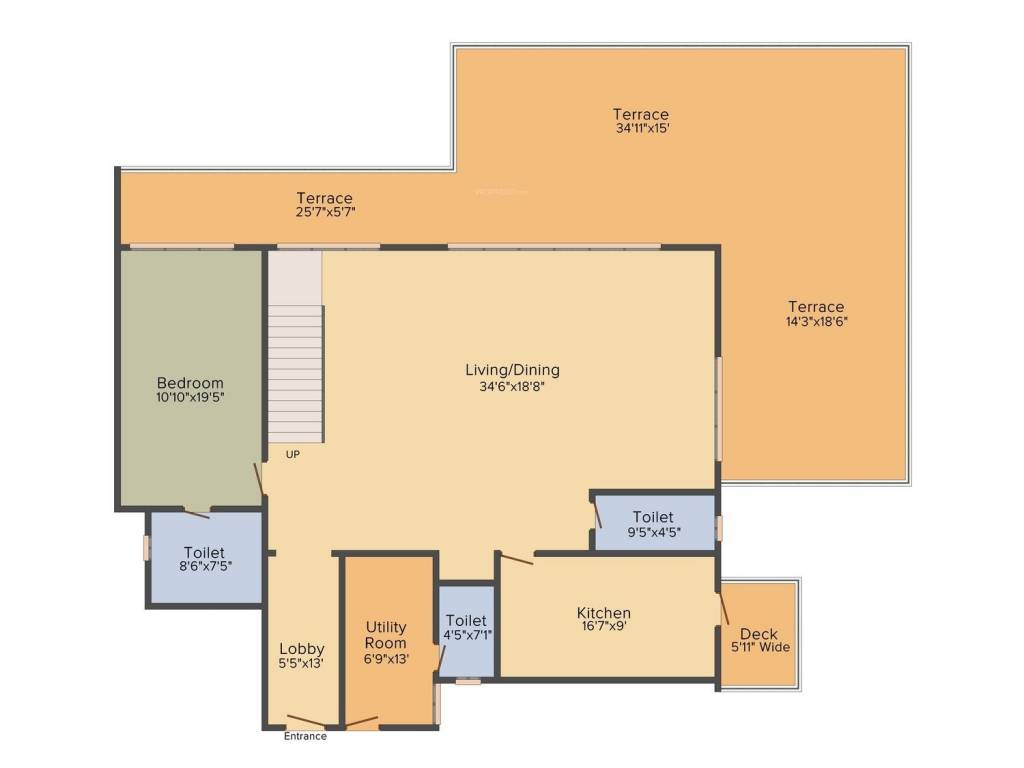 Terrace
34'11"x15'
Terrace
25'7"x5'7"
Terrace
14'3"x18'6"
Living/Dining
34'6"x18'8"
Bedroom
10'10"x19'5"
UP
Toilet
9'5"x4'5"
Toilet
8'6"x7'5"
Kitchen
16'7"x9'
Toilet
4'5"x7'1"
Utility
Room
6'9"x13'
Deck
5'11" Wide
Lobby
5'5"x13'
Entrance